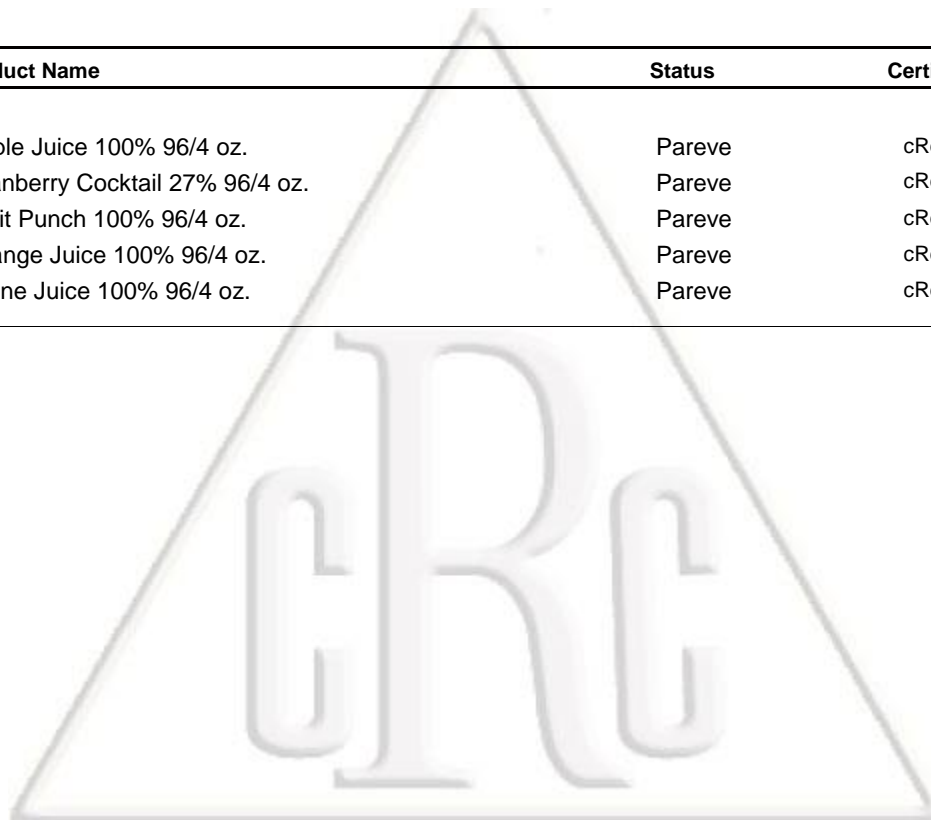 duct Name Status Certi
ple Juice 100% 96/4 oz. Pareve cR
anberry Cocktail 27% 96/4 oz. Pareve cR
it Punch 100% 96/4 oz. Pareve cR
ange Juice 100% 96/4 oz. Pareve cR
ne Juice 100% 96/4 oz. Pareve cR
cRc